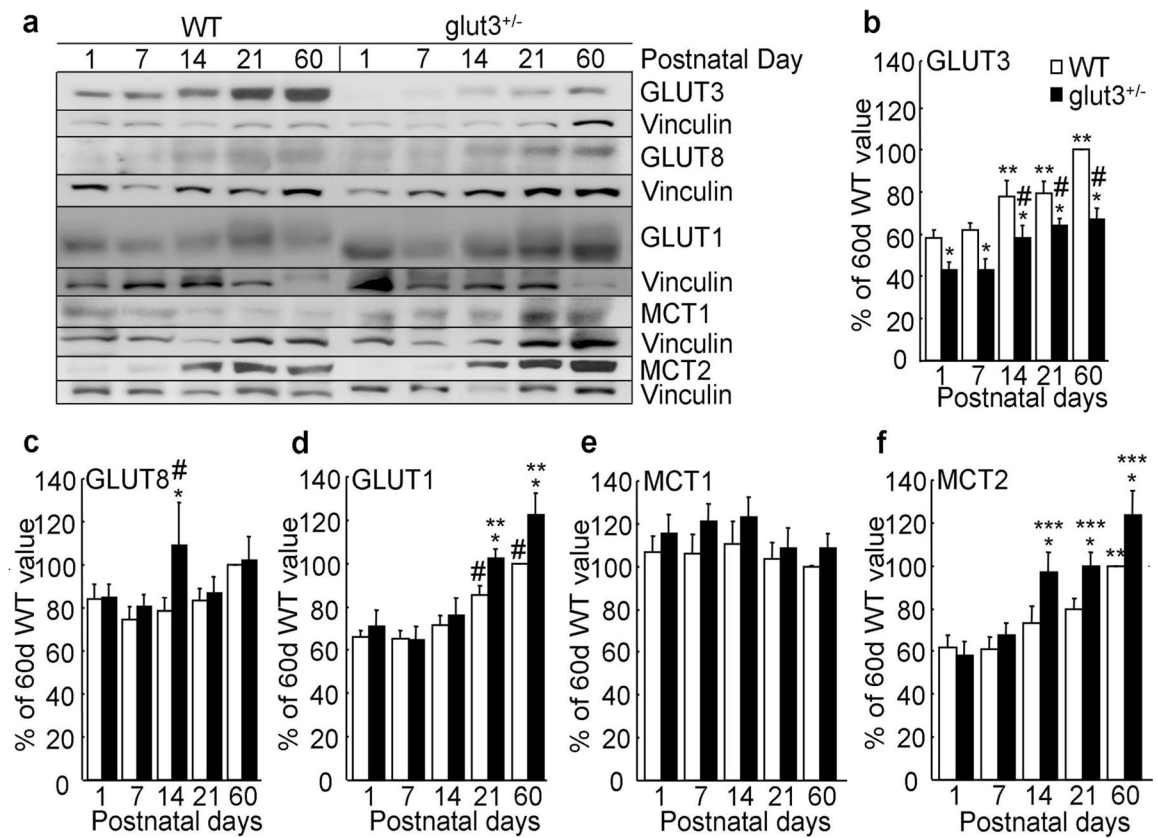 a
WT glut3+/-
1 7 14 21 60 1 7 14 21 60 Postnatal Day
GLUT3
Vinculin
GLUT8
Vinculin
GLUT1
Vinculin
MCT1
Vinculin
MCT2
Vinculin
b
GLUT3
WT
glut3+/-
% of 60d WT value
140
120
100
80
60
40
20
0
** ** **
# # #
* * * * *
1 7 14 21 60
Postnatal days
c
GLUT8
#
*
% of 60d WT value
140
120
100
80
60
40
20
0
1 7 14 21 60
Postnatal days
d
GLUT1
** **
* *
# #
140
120
100
80
60
40
20
0
% of 60d WT value
1 7 14 21 60
Postnatal days
e
MCT1
140
120
100
80
60
40
20
0
% of 60d WT value
1 7 14 21 60
Postnatal days
f
MCT2
*** *** ***
* * *
**
140
120
100
80
60
40
20
0
% of 60d WT value
1 7 14 21 60
Postnatal days